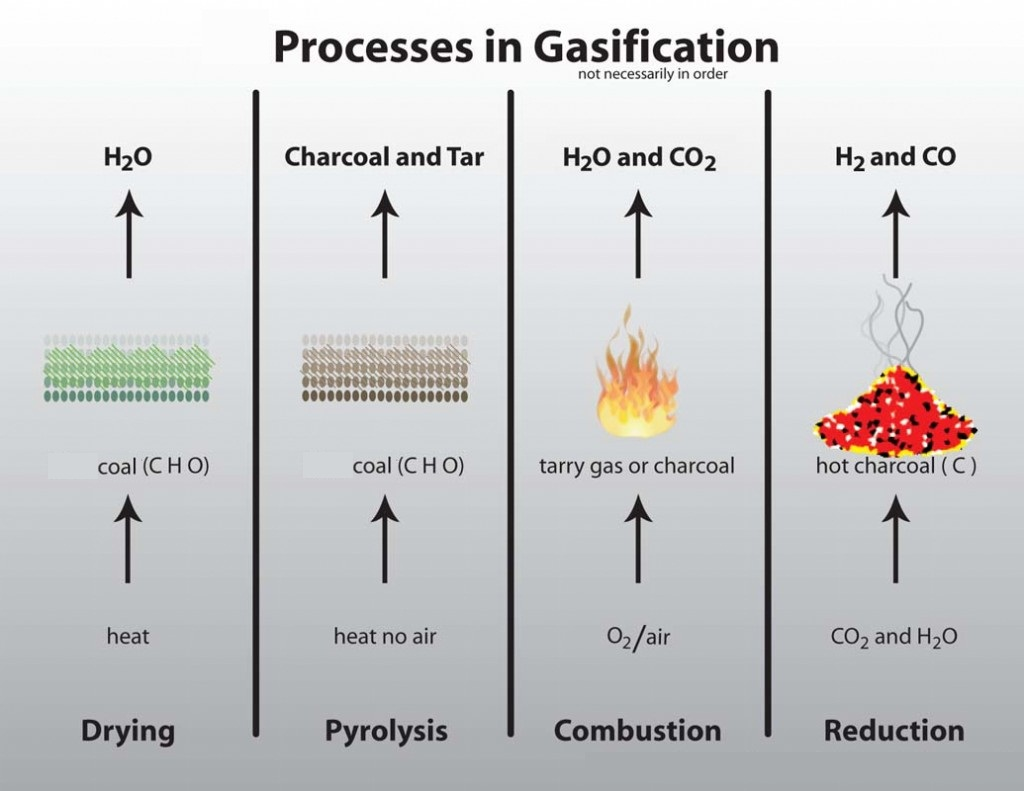 Processes in Gasification
not necessarily in order
H₂O
Charcoal and Tar
H₂O and CO₂
H₂ and CO
coal (C H O)
coal (C H O)
tarry gas or charcoal
hot charcoal ( C )
heat
heat no air
O₂/air
CO₂ and H₂O
Drying
Pyrolysis
Combustion
Reduction